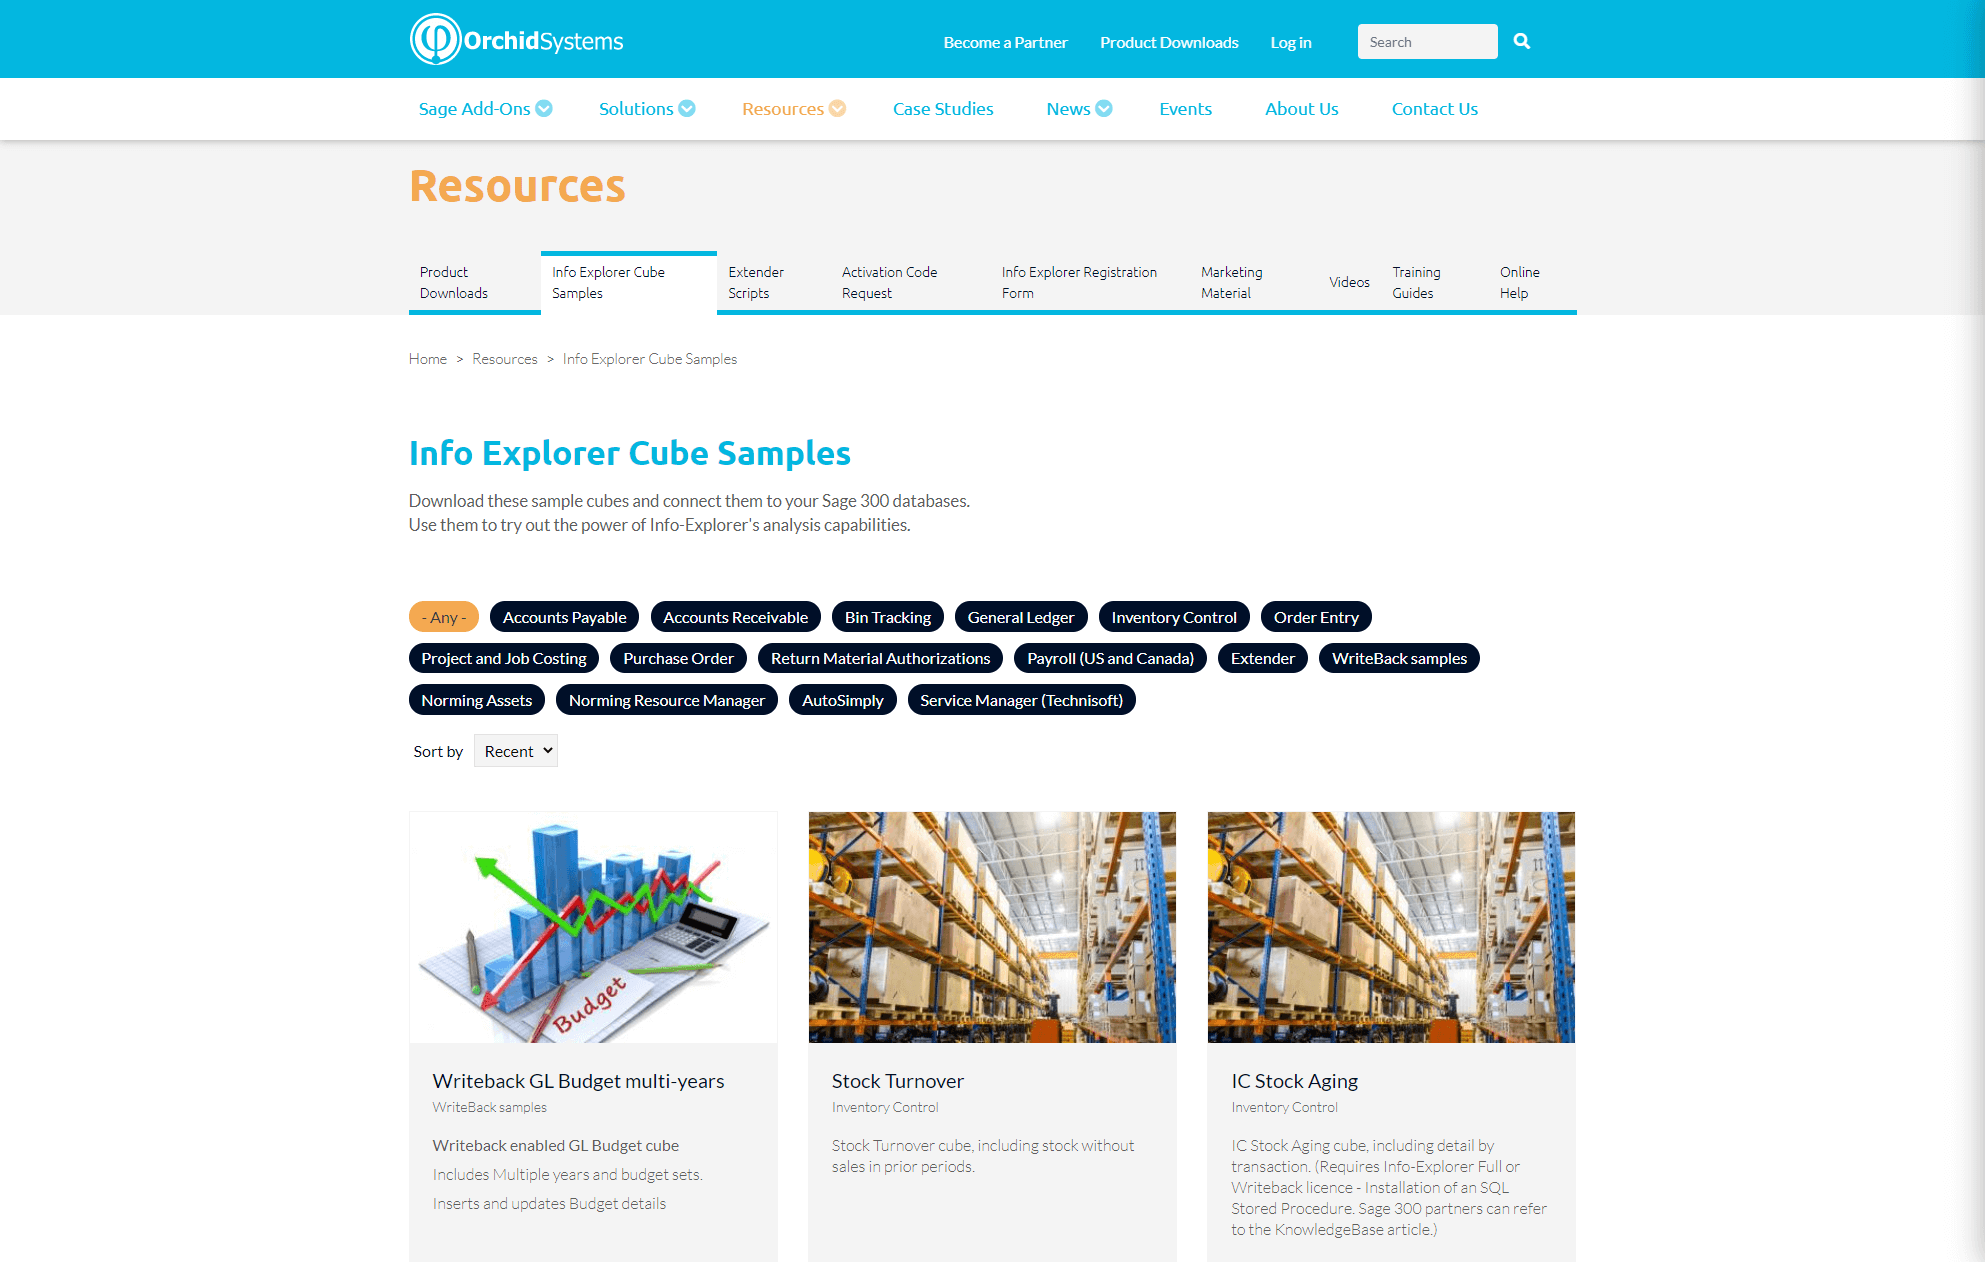 OrchidSystems
Become a Partner
Product Downloads
Log in
Search
Sage Add-Ons
Solutions
Resources
Case Studies
News
Events
About Us
Contact Us
Resources
Product
Downloads
Info Explorer Cube
Samples
Extender
Scripts
Activation Code
Request
Info Explorer Registration
Form
Marketing
Material
Videos
Training
Guides
Online
Help
Home > Resources > Info Explorer Cube Samples
Info Explorer Cube Samples
Download these sample cubes and connect them to your Sage 300 databases.
Use them to try out the power of Info-Explorer's analysis capabilities.
- Any -
Accounts Payable
Accounts Receivable
Bin Tracking
General Ledger
Inventory Control
Order Entry
Project and Job Costing
Purchase Order
Return Material Authorizations
Payroll (US and Canada)
Extender
WriteBack samples
Norming Assets
Norming Resource Manager
AutoSimply
Service Manager (Technisoft)
Sort by
Recent
Budget
Writeback GL Budget multi-years
WriteBack samples
Writeback enabled GL Budget cube
Includes Multiple years and budget sets.
Inserts and updates Budget details
Stock Turnover
Inventory Control
Stock Turnover cube, including stock without
sales in prior periods.
IC Stock Aging
Inventory Control
IC Stock Aging cube, including detail by
transaction. (Requires Info-Explorer Full or
Writeback licence - Installation of an SQL
Stored Procedure. Sage 300 partners can refer
to the KnowledgeBase article.)